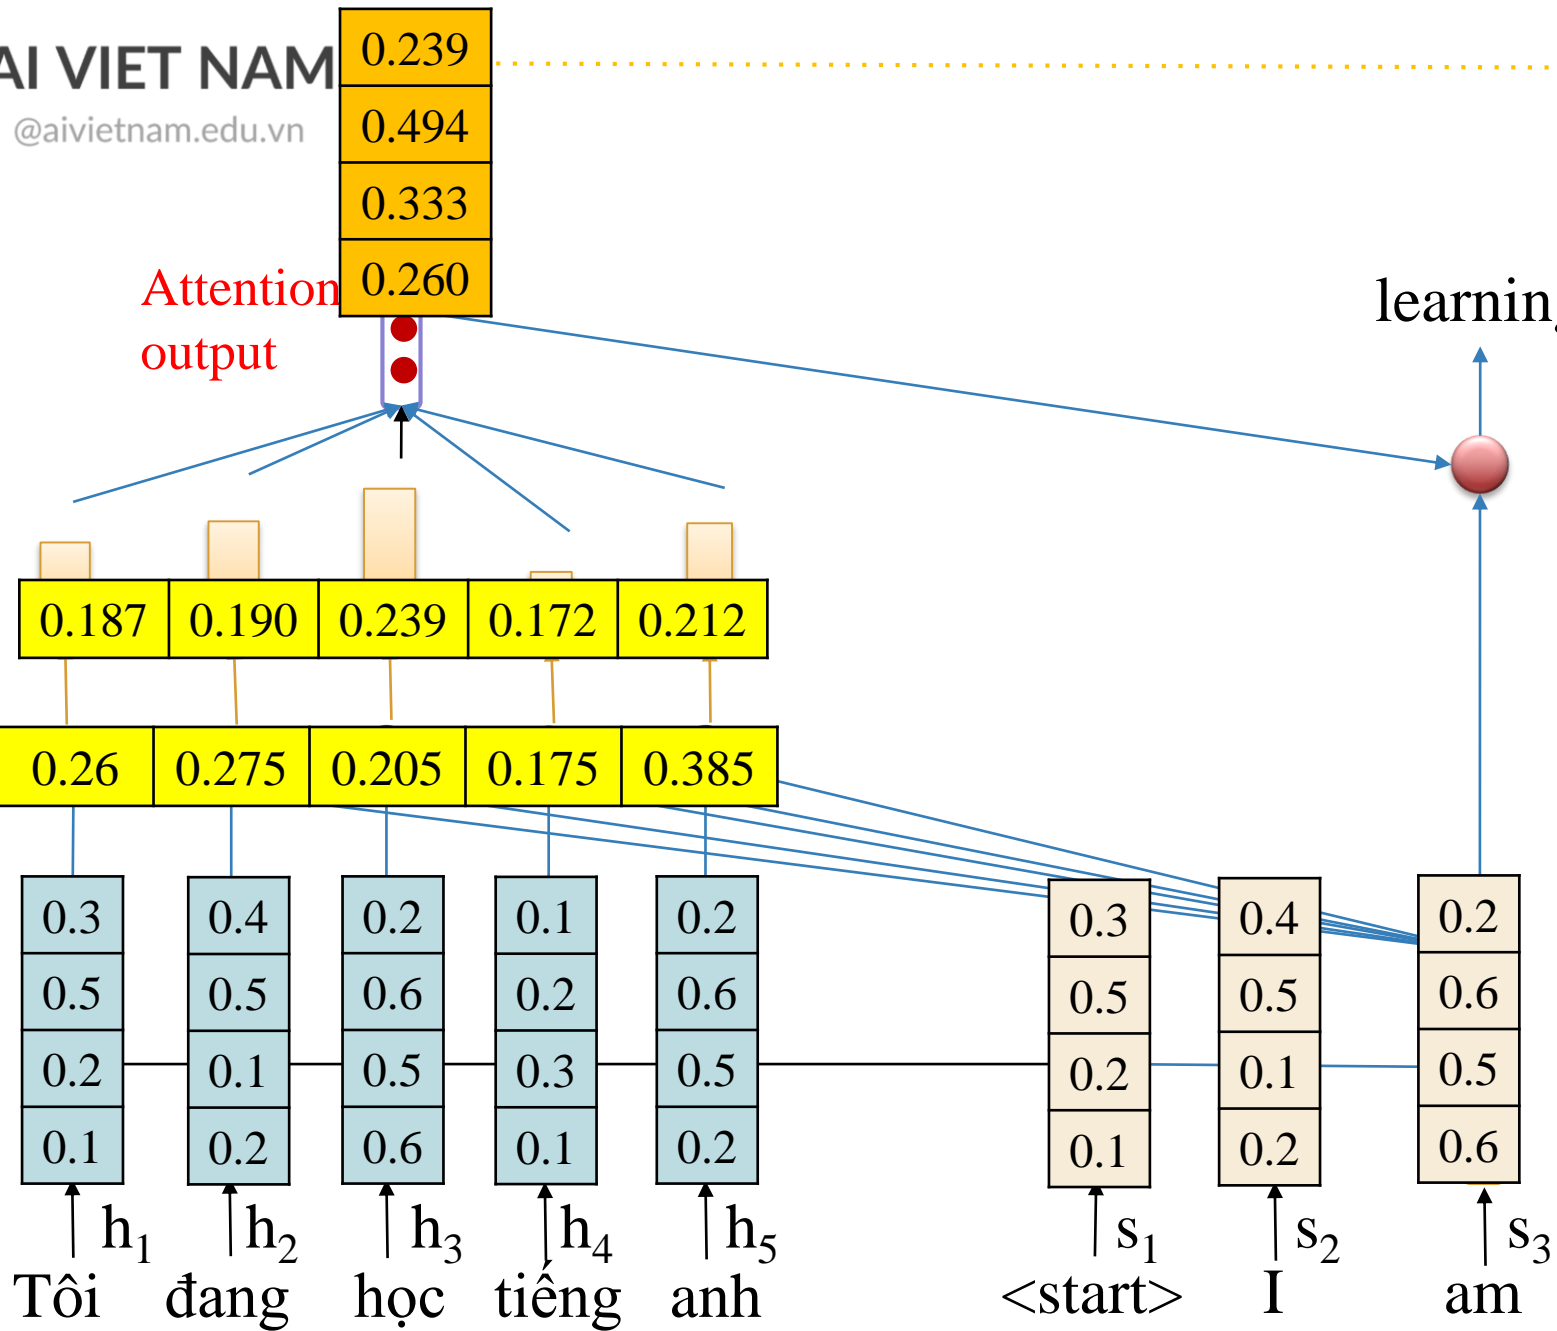 AI VIET NAM
@aivietnam.edu.vn
0.239
0.494
0.333
0.260
Attention
output
learning
0.187 0.190 0.239 0.172 0.212
0.26 0.275 0.205 0.175 0.385
0.3 0.4 0.2 0.1 0.2 0.3 0.4 0.2
0.5 0.5 0.6 0.2 0.6 0.5 0.5 0.6
0.2 0.1 0.5 0.3 0.5 0.2 0.1 0.5
0.1 0.2 0.6 0.1 0.2 0.1 0.2 0.6
h1 h2 h3 h4 h5 s1 s2 s3
Tôi đang học tiếng anh <start> I am